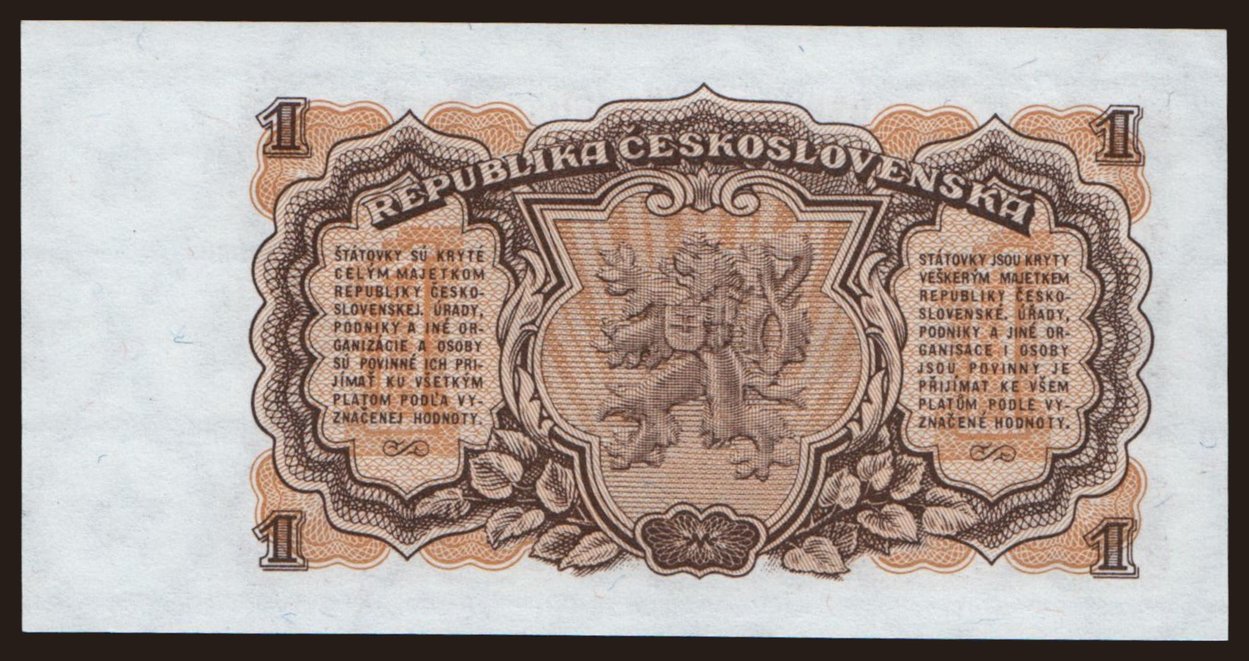 1
1
REPUBLIKA ČESKOSLOVENSKÁ
ŠTÁTOVKY SÚ KRYTÉ
CELÝM MAJETKOM
REPUBLIKY ČESKO-
SLOVENSKEJ. ÚRADY,
PODNIKY A INÉ OR-
GANIZÁCIE A OSOBY
SÚ POVINNÉ ICH PRI-
JÍMAŤ KU VŠETKÝM
PLATOM PODĽA VY-
ZNAČENEJ HODNOTY.
STÁTOVKY JSOU KRYTY
VEŠKERÝM MAJETKEM
REPUBLIKY ČESKO-
SLOVENSKÉ. ÚŘADY,
PODNIKY A JINÉ OR-
GANISACE I OSOBY
JSOU POVINNY JE
PŘIJÍMAT KE VŠEM
PLATŮM PODLE VY-
ZNAČENÉ HODNOTY.
1
1